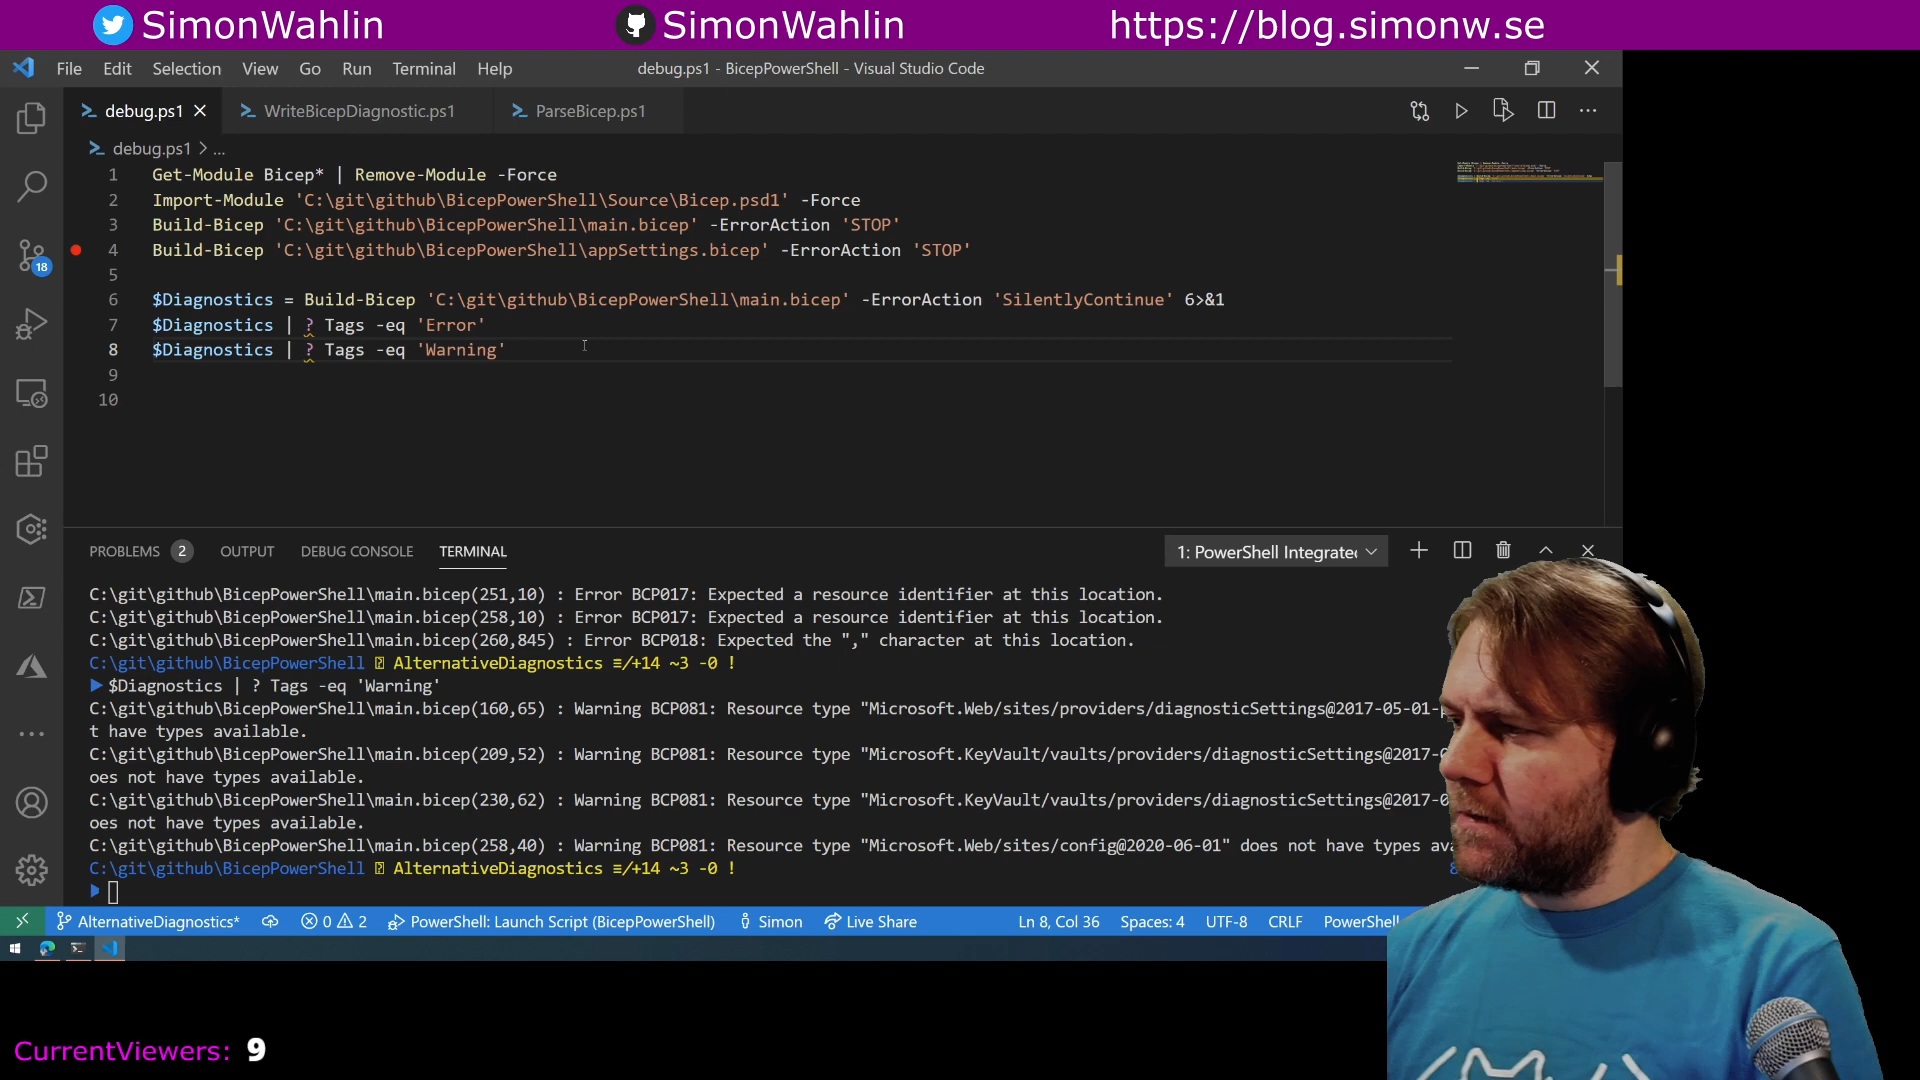 SimonWahlin SimonWahlin https://blog.simonw.se
File Edit Selection View Go Run Terminal Help debug.ps1 - BicepPowerShell - Visual Studio Code
debug.ps1 WriteBicepDiagnostic.ps1 ParseBicep.ps1
debug.ps1 > ...
1 Get-Module Bicep* | Remove-Module -Force
2 Import-Module 'C:\git\github\BicepPowerShell\Source\Bicep.psd1' -Force
3 Build-Bicep 'C:\git\github\BicepPowerShell\main.bicep' -ErrorAction 'STOP'
4 Build-Bicep 'C:\git\github\BicepPowerShell\appSettings.bicep' -ErrorAction 'STOP'
5
6 $Diagnostics = Build-Bicep 'C:\git\github\BicepPowerShell\main.bicep' -ErrorAction 'SilentlyContinue' 6>&1
7 $Diagnostics | ? Tags -eq 'Error'
8 $Diagnostics | ? Tags -eq 'Warning'
9
10
18
PROBLEMS 2 OUTPUT DEBUG CONSOLE TERMINAL 1: PowerShell Integrate
C:\git\github\BicepPowerShell\main.bicep(251,10) : Error BCP017: Expected a resource identifier at this location.
C:\git\github\BicepPowerShell\main.bicep(258,10) : Error BCP017: Expected a resource identifier at this location.
C:\git\github\BicepPowerShell\main.bicep(260,845) : Error BCP018: Expected the "," character at this location.
C:\git\github\BicepPowerShell AlternativeDiagnostics ≡/+14 ~3 -0 !
$Diagnostics | ? Tags -eq 'Warning'
C:\git\github\BicepPowerShell\main.bicep(160,65) : Warning BCP081: Resource type "Microsoft.Web/sites/providers/diagnosticSettings@2017-05-01-
t have types available.
C:\git\github\BicepPowerShell\main.bicep(209,52) : Warning BCP081: Resource type "Microsoft.KeyVault/vaults/providers/diagnosticSettings@2017-
oes not have types available.
C:\git\github\BicepPowerShell\main.bicep(230,62) : Warning BCP081: Resource type "Microsoft.KeyVault/vaults/providers/diagnosticSettings@2017-0
oes not have types available.
C:\git\github\BicepPowerShell\main.bicep(258,40) : Warning BCP081: Resource type "Microsoft.Web/sites/config@2020-06-01" does not have types ava
C:\git\github\BicepPowerShell AlternativeDiagnostics ≡/+14 ~3 -0 !
AlternativeDiagnostics* 0 2 PowerShell: Launch Script (BicepPowerShell) Simon Live Share Ln 8, Col 36 Spaces: 4 UTF-8 CRLF PowerShell
CurrentViewers: 9